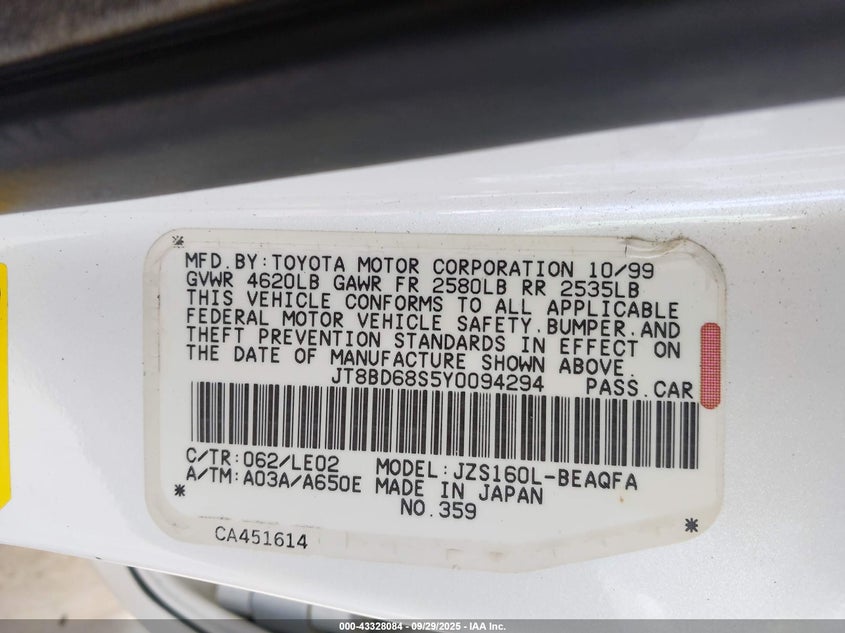 MFD.BY:TOYOTA MOTOR CORPORATION 10/99
GVWR 4620LB GAWR FR 2580LB RR 2535LB
THIS VEHICLE CONFORMS TO ALL APPLICABLE
FEDERAL MOTOR VEHICLE SAFETY.BUMPER.AND
THEFT PREVENTION STANDARDS IN EFFECT ON
THE DATE OF MANUFACTURE SHOWN ABOVE.
JT8BD68S5Y0094294 PASS.CAR
C/TR:062/LE02 MODEL:JZS160L-BEAQFA
A/TM:A03A/A650E MADE IN JAPAN
NO.359
CA451614
000-43328084 | 09/29/2025 - IAA Inc.